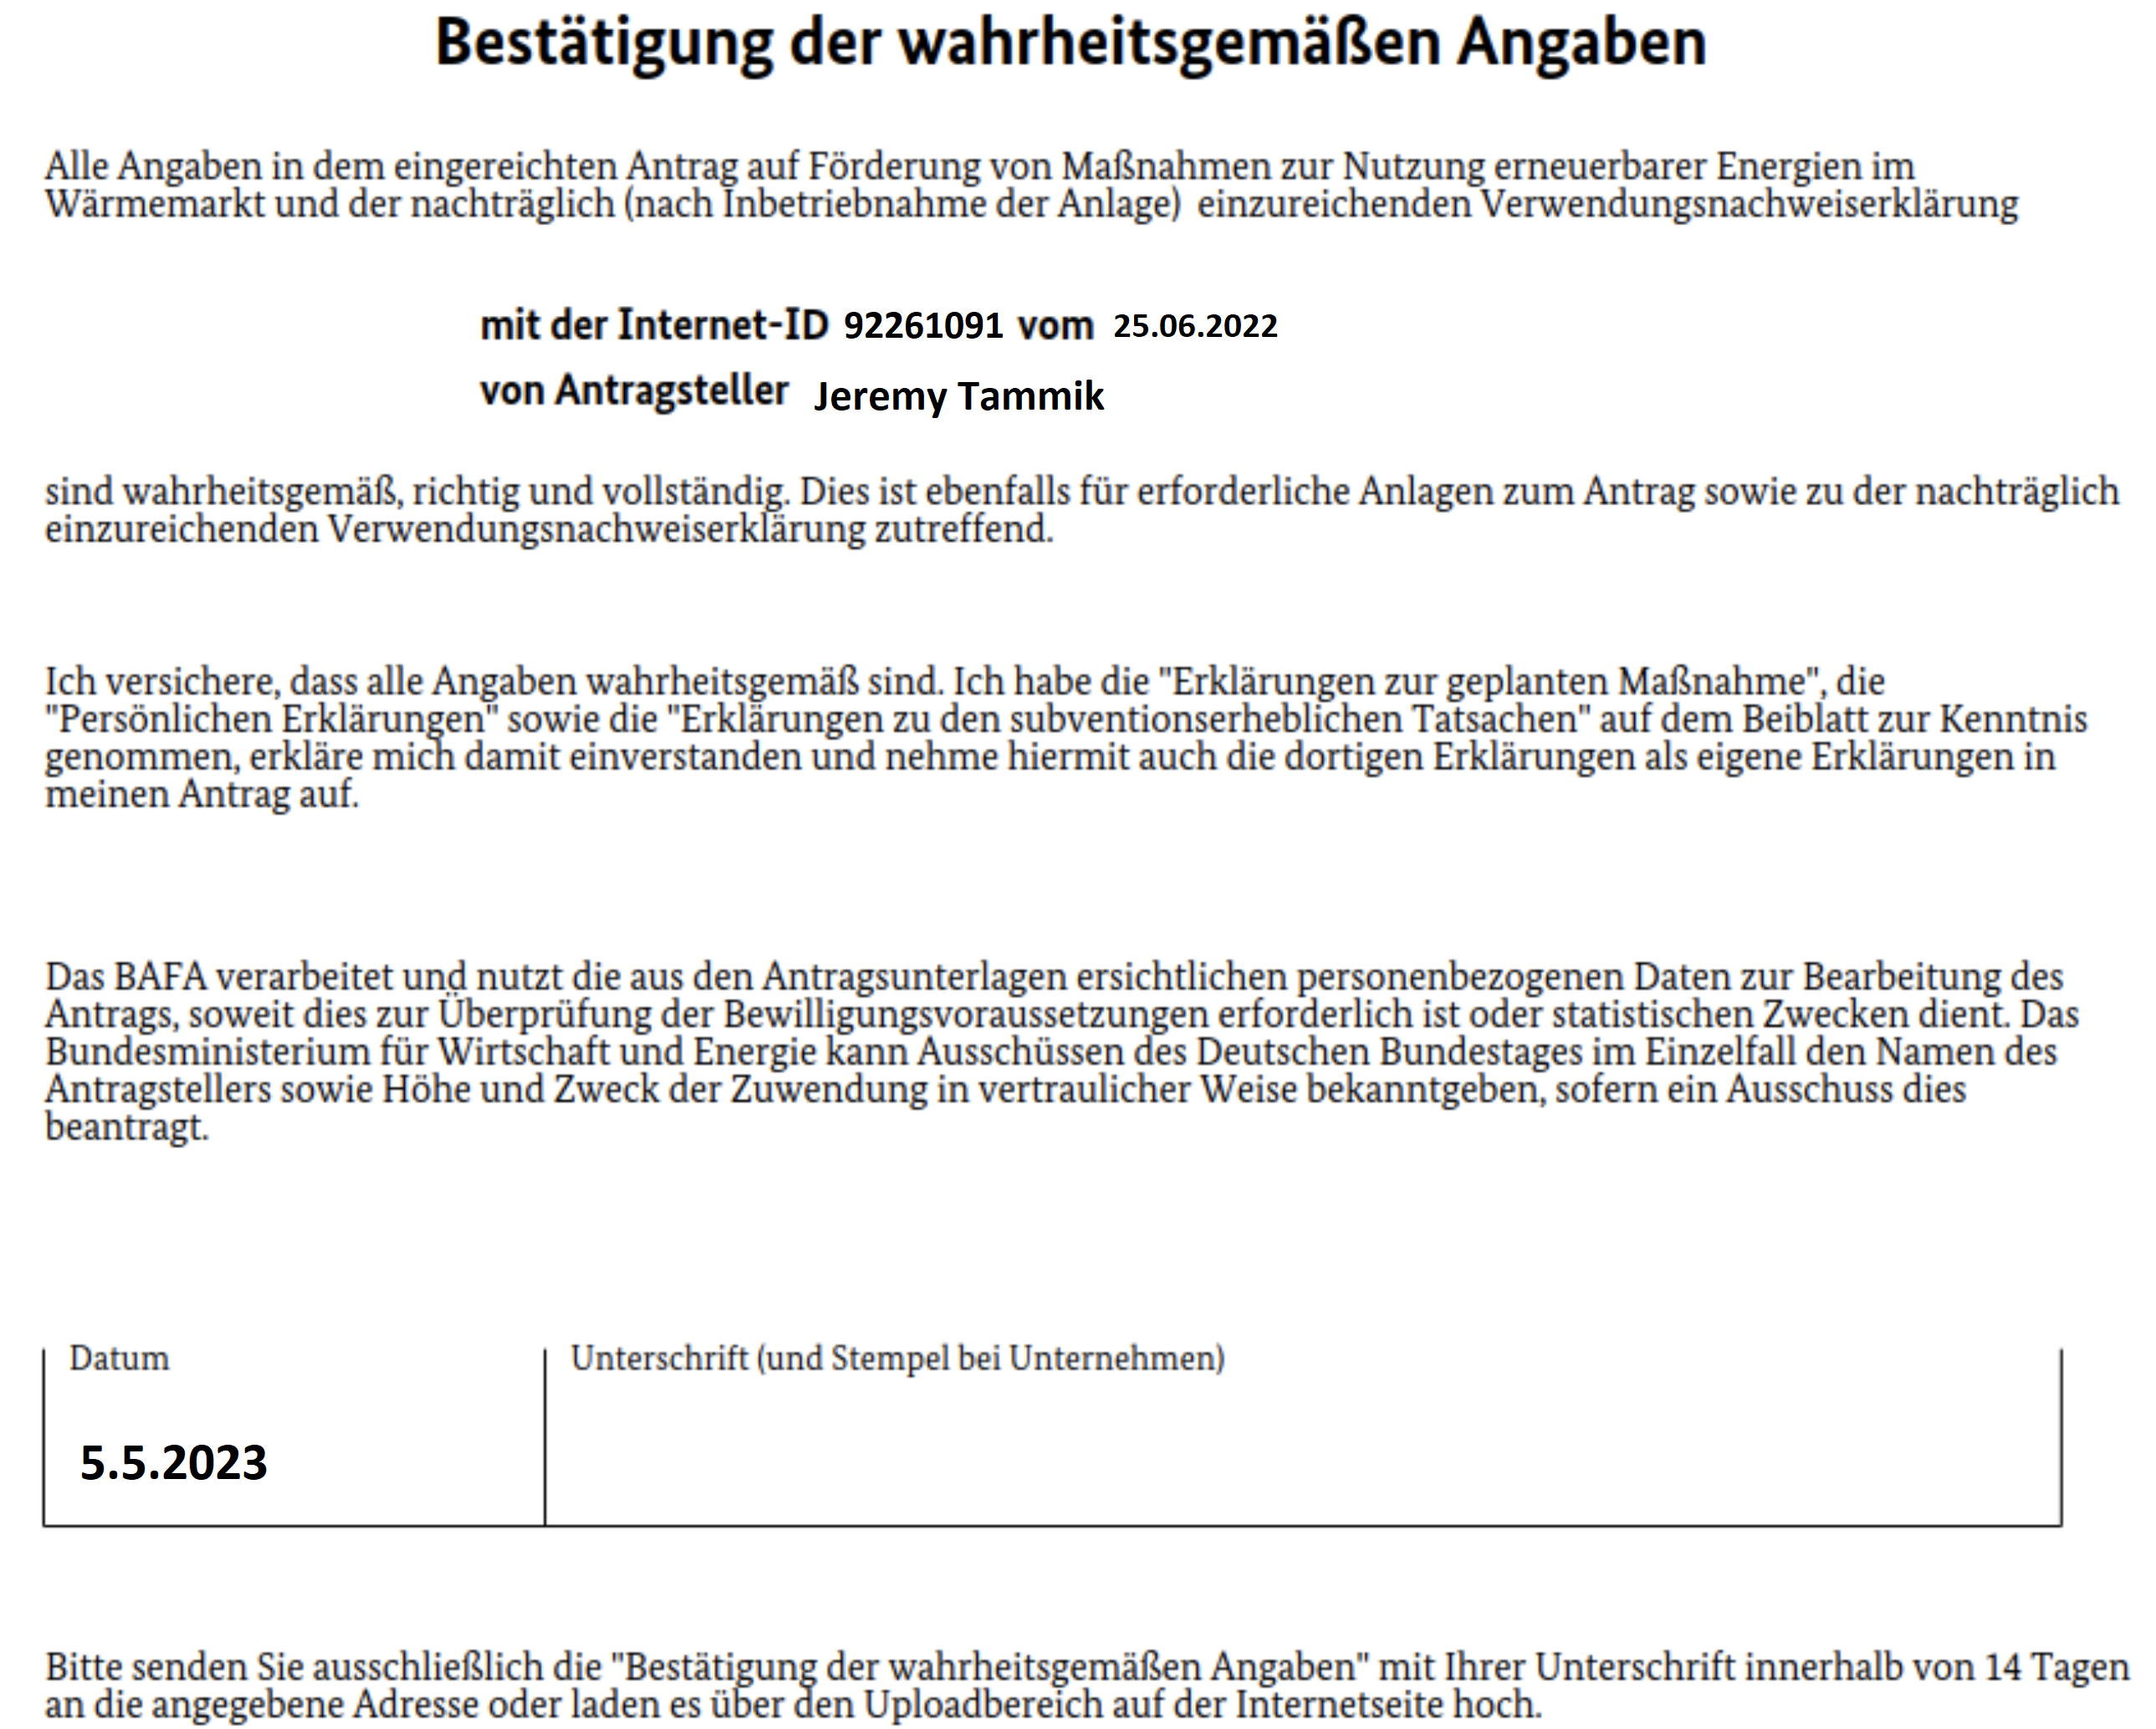 Bestätigung der wahrheitsgemäßen Angaben
Alle Angaben in dem eingereichten Antrag auf Förderung von Maßnahmen zur Nutzung erneuerbarer Energien im
Wärmemarkt und der nachträglich (nach Inbetriebnahme der Anlage) einzureichenden Verwendungsnachweiserklärung
mit der Internet-ID 92261091 vom 25.06.2022
von Antragsteller Jeremy Tammik
sind wahrheitsgemäß, richtig und vollständig. Dies ist ebenfalls für erforderliche Anlagen zum Antrag sowie zu der nachträglich
einzureichenden Verwendungsnachweiserklärung zutreffend.
Ich versichere, dass alle Angaben wahrheitsgemäß sind. Ich habe die "Erklärungen zur geplanten Maßnahme", die
"Persönlichen Erklärungen" sowie die "Erklärungen zu den subventionserheblichen Tatsachen" auf dem Beiblatt zur Kenntnis
genommen, erkläre mich damit einverstanden und nehme hiermit auch die dortigen Erklärungen als eigene Erklärungen in
meinen Antrag auf.
Das BAFA verarbeitet und nutzt die aus den Antragsunterlagen ersichtlichen personenbezogenen Daten zur Bearbeitung des
Antrags, soweit dies zur Überprüfung der Bewilligungsvoraussetzungen erforderlich ist oder statistischen Zwecken dient. Das
Bundesministerium für Wirtschaft und Energie kann Ausschüssen des Deutschen Bundestages im Einzelfall den Namen des
Antragstellers sowie Höhe und Zweck der Zuwendung in vertraulicher Weise bekanntgeben, sofern ein Ausschuss dies
beantragt.
Datum Unterschrift (und Stempel bei Unternehmen)
5.5.2023
Bitte senden Sie ausschließlich die "Bestätigung der wahrheitsgemäßen Angaben" mit Ihrer Unterschrift innerhalb von 14 Tagen
an die angegebene Adresse oder laden es über den Uploadbereich auf der Internetseite hoch.